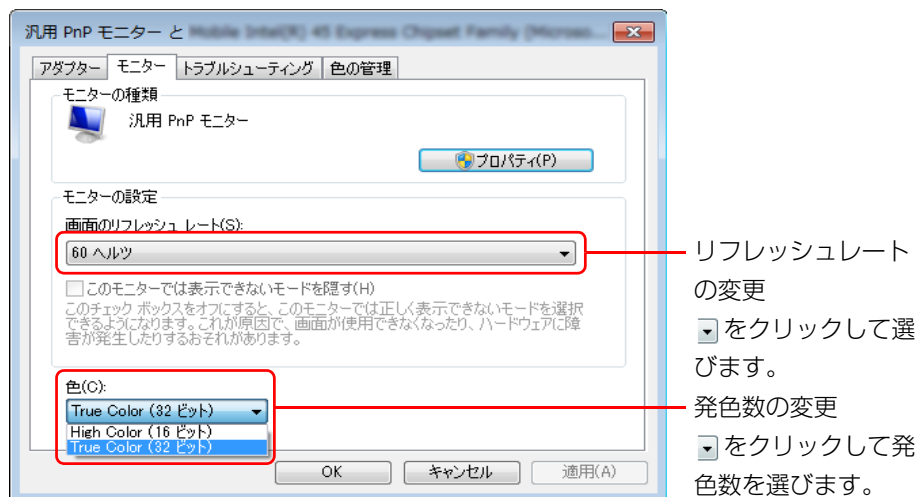 汎用 PnP モニター と
アダプター モニター トラブルシューティング 色の管理
モニターの種類
汎用 PnP モニター
プロパティ(P)
モニターの設定
画面のリフレッシュ レート(S):
60 ヘルツ
このモニターでは表示できないモードを隠す(H)
このチェック ボックスをオフにすると、このモニターでは正しく表示できないモードを選択
できるようになります。これが原因で、画面が使用できなくなったり、ハードウェアに障
害が発生したりするおそれがあります。
色(C):
True Color (32 ビット)
High Color (16 ビット)
True Color (32 ビット)
OK キャンセル 適用(A)
リフレッシュレート
の変更
をクリックして選
びます。
発色数の変更
をクリックして発
色数を選びます。